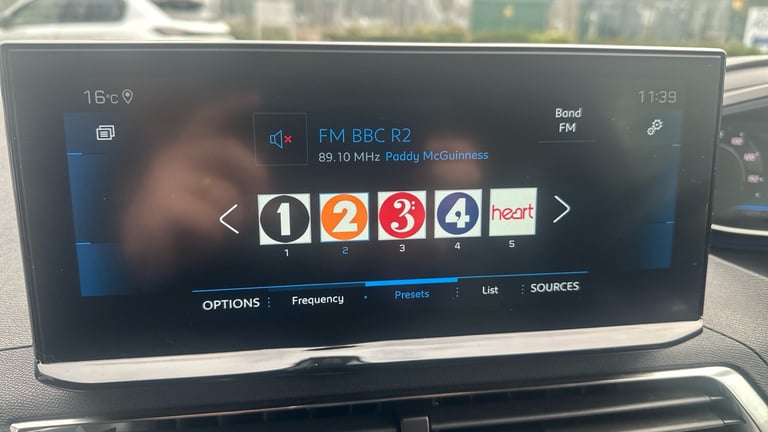 16°C
11:39
Band
FM
FM BBC R2
89.10 MHz Paddy McGuinness
1 2 3: 4 heart
1 2 3 4 5
OPTIONS Frequency Presets List SOURCES